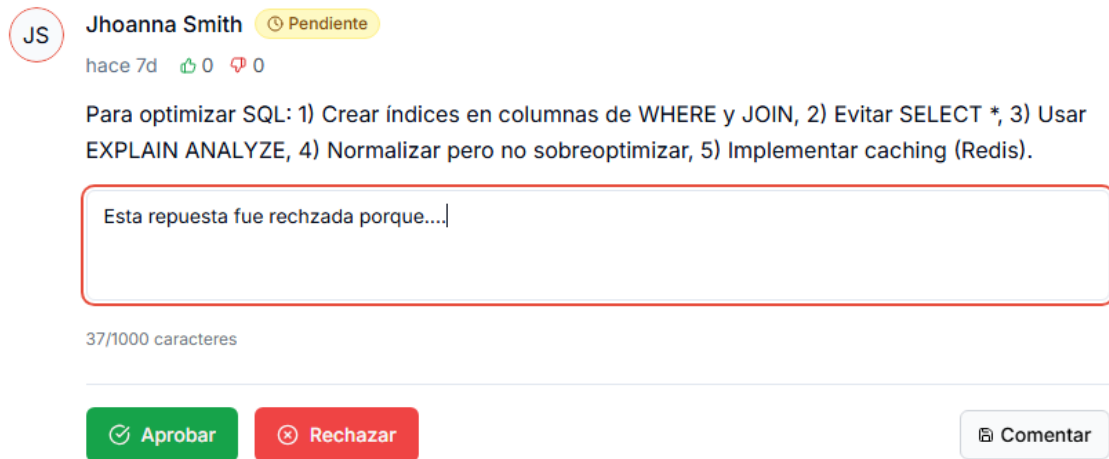 JS
Jhoanna Smith Pendiente
hace 7d 0 0
Para optimizar SQL: 1) Crear índices en columnas de WHERE y JOIN, 2) Evitar SELECT *, 3) Usar
EXPLAIN ANALYZE, 4) Normalizar pero no sobreoptimizar, 5) Implementar caching (Redis).
Esta repuesta fue rechzada porque....
37/1000 caracteres
Aprobar Rechazar Comentar